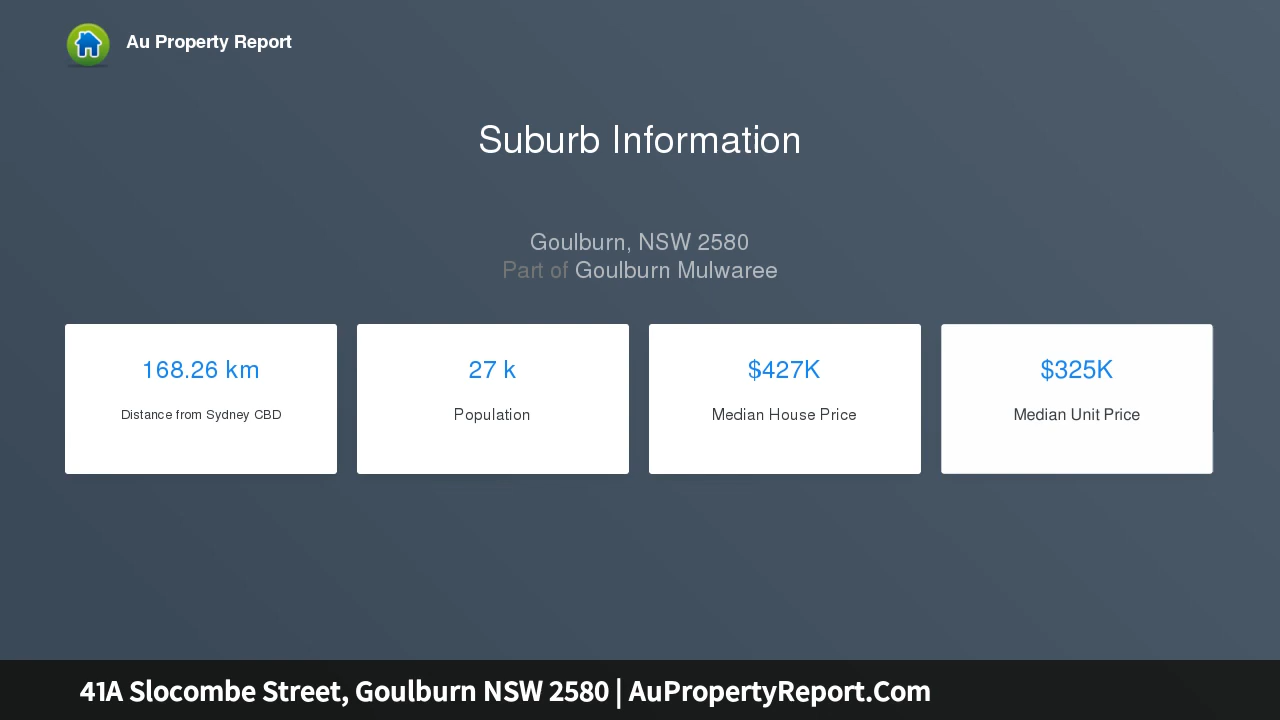 Au Property Report
Suburb Information
Goulburn, NSW 2580
Part of Goulburn Mulwaree
168.26 km
Distance from Sydney CBD
27 k
Population
$427K
Median House Price
$325K
Median Unit Price
41A Slocombe Street, Goulburn NSW 2580 | AuPropertyReport.Com